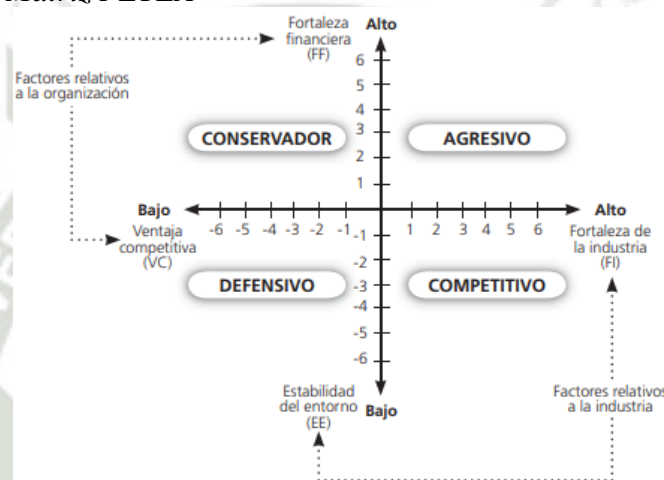 Fortaleza
financiera
(FF)
Alto
Factores relativos
a la organización
6
5
4
3
2
1
CONSERVADOR
AGRESIVO
Bajo
Alto
-6 -5 -4 -3 -2 -1
1 2 3 4 5 6
Ventaja
competitiva
(VC)
Fortaleza de
la industria
(FI)
-1
-2
-3
-4
-5
-6
DEFENSIVO
COMPETITIVO
Estabilidad
del entorno
(EE)
Bajo
Factores relativos
a la industria